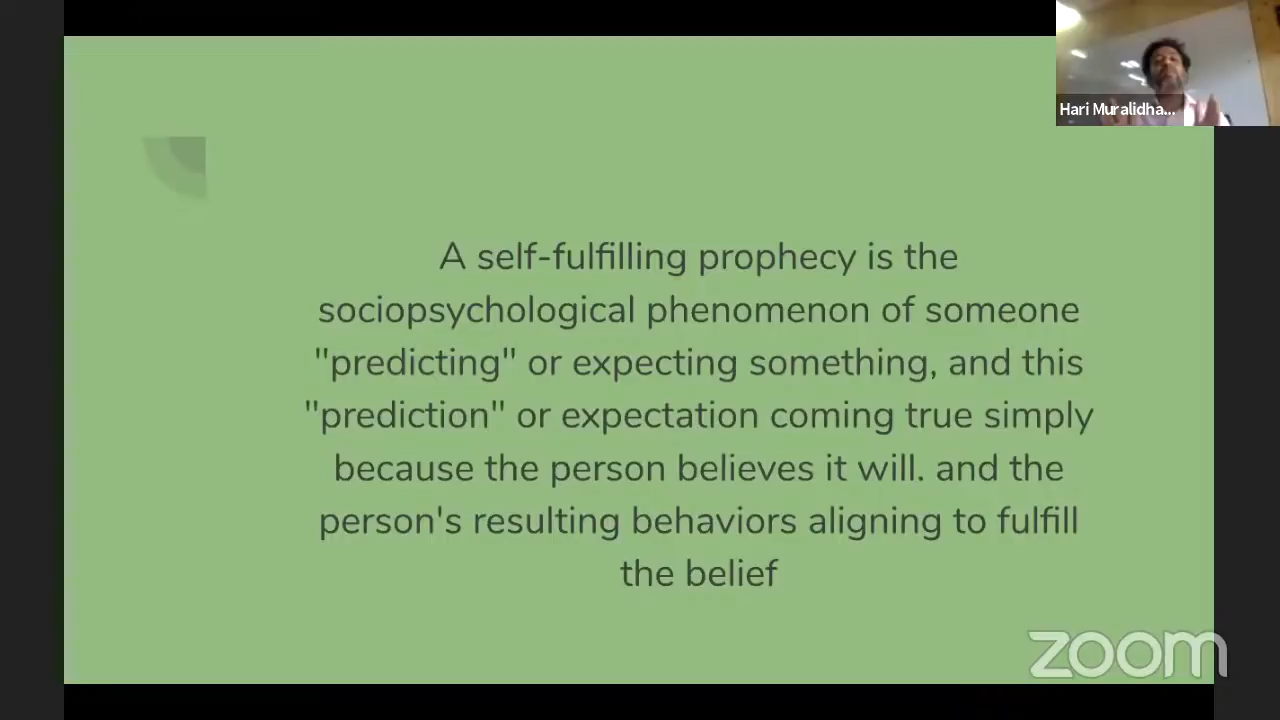 Hari Muralidha...
A self-fulfilling prophecy is the
sociopsychological phenomenon of someone
"predicting" or expecting something, and this
"prediction" or expectation coming true simply
because the person believes it will. and the
person's resulting behaviors aligning to fulfill
the belief
zoom